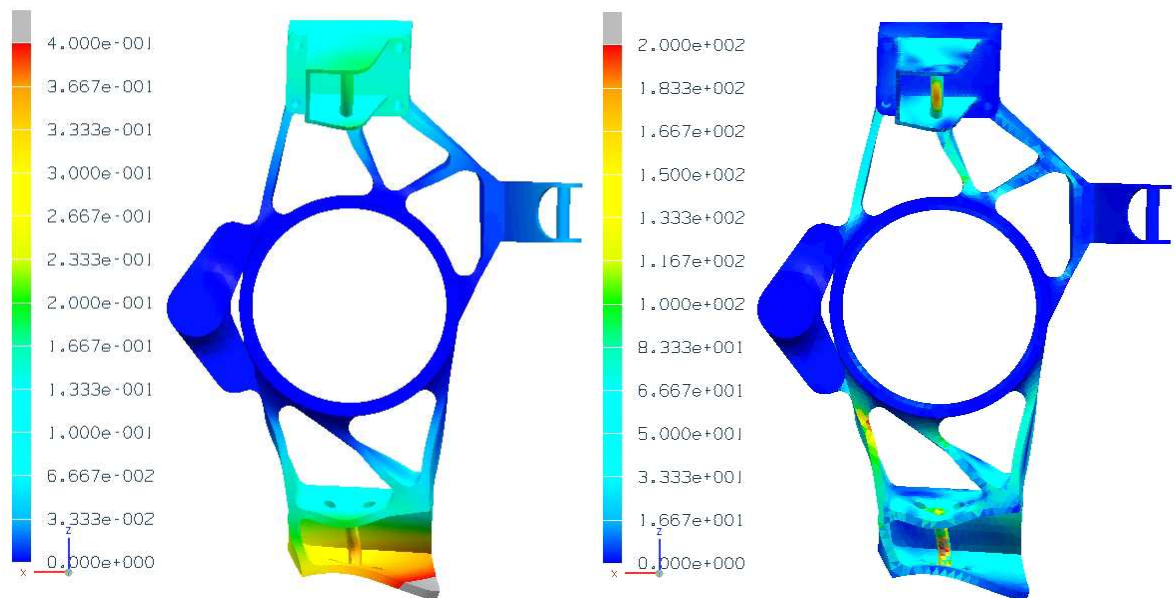 4.000e-001
3.667e-001
3.333e-001
3.000e-001
2.667e-001
2.333e-001
2.000e-001
1.667e-001
1.333e-001
1.000e-001
6.667e-002
3.333e-002
0.000e+000
z
x
2.000e+002
1.833e+002
1.667e+002
1.500e+002
1.333e+002
1.167e+002
1.000e+002
8.333e+001
6.667e+001
5.000e+001
3.333e+001
1.667e+001
0.000e+000
z
x